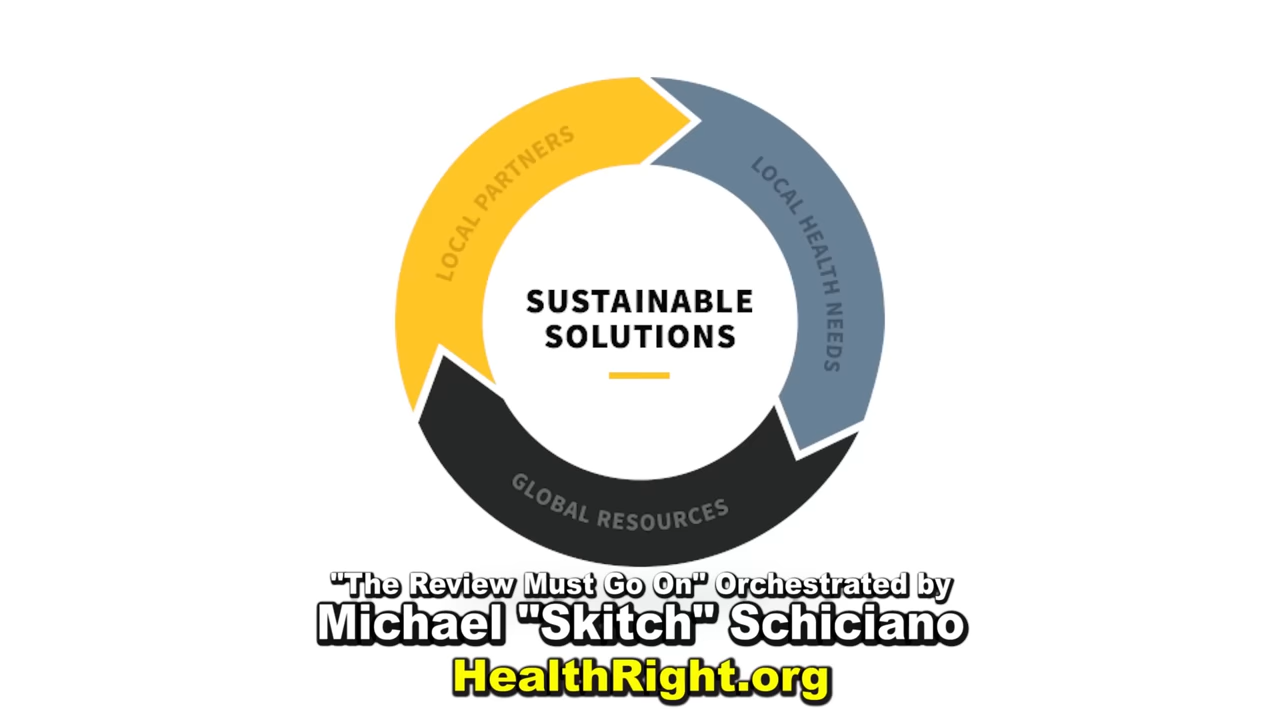 LOCAL PARTNERS
LOCAL HEALTH NEEDS
SUSTAINABLE
SOLUTIONS
GLOBAL RESOURCES
"The Review Must Go On" Orchestrated by
Michael "Skitch" Schiciano
HealthRight.org